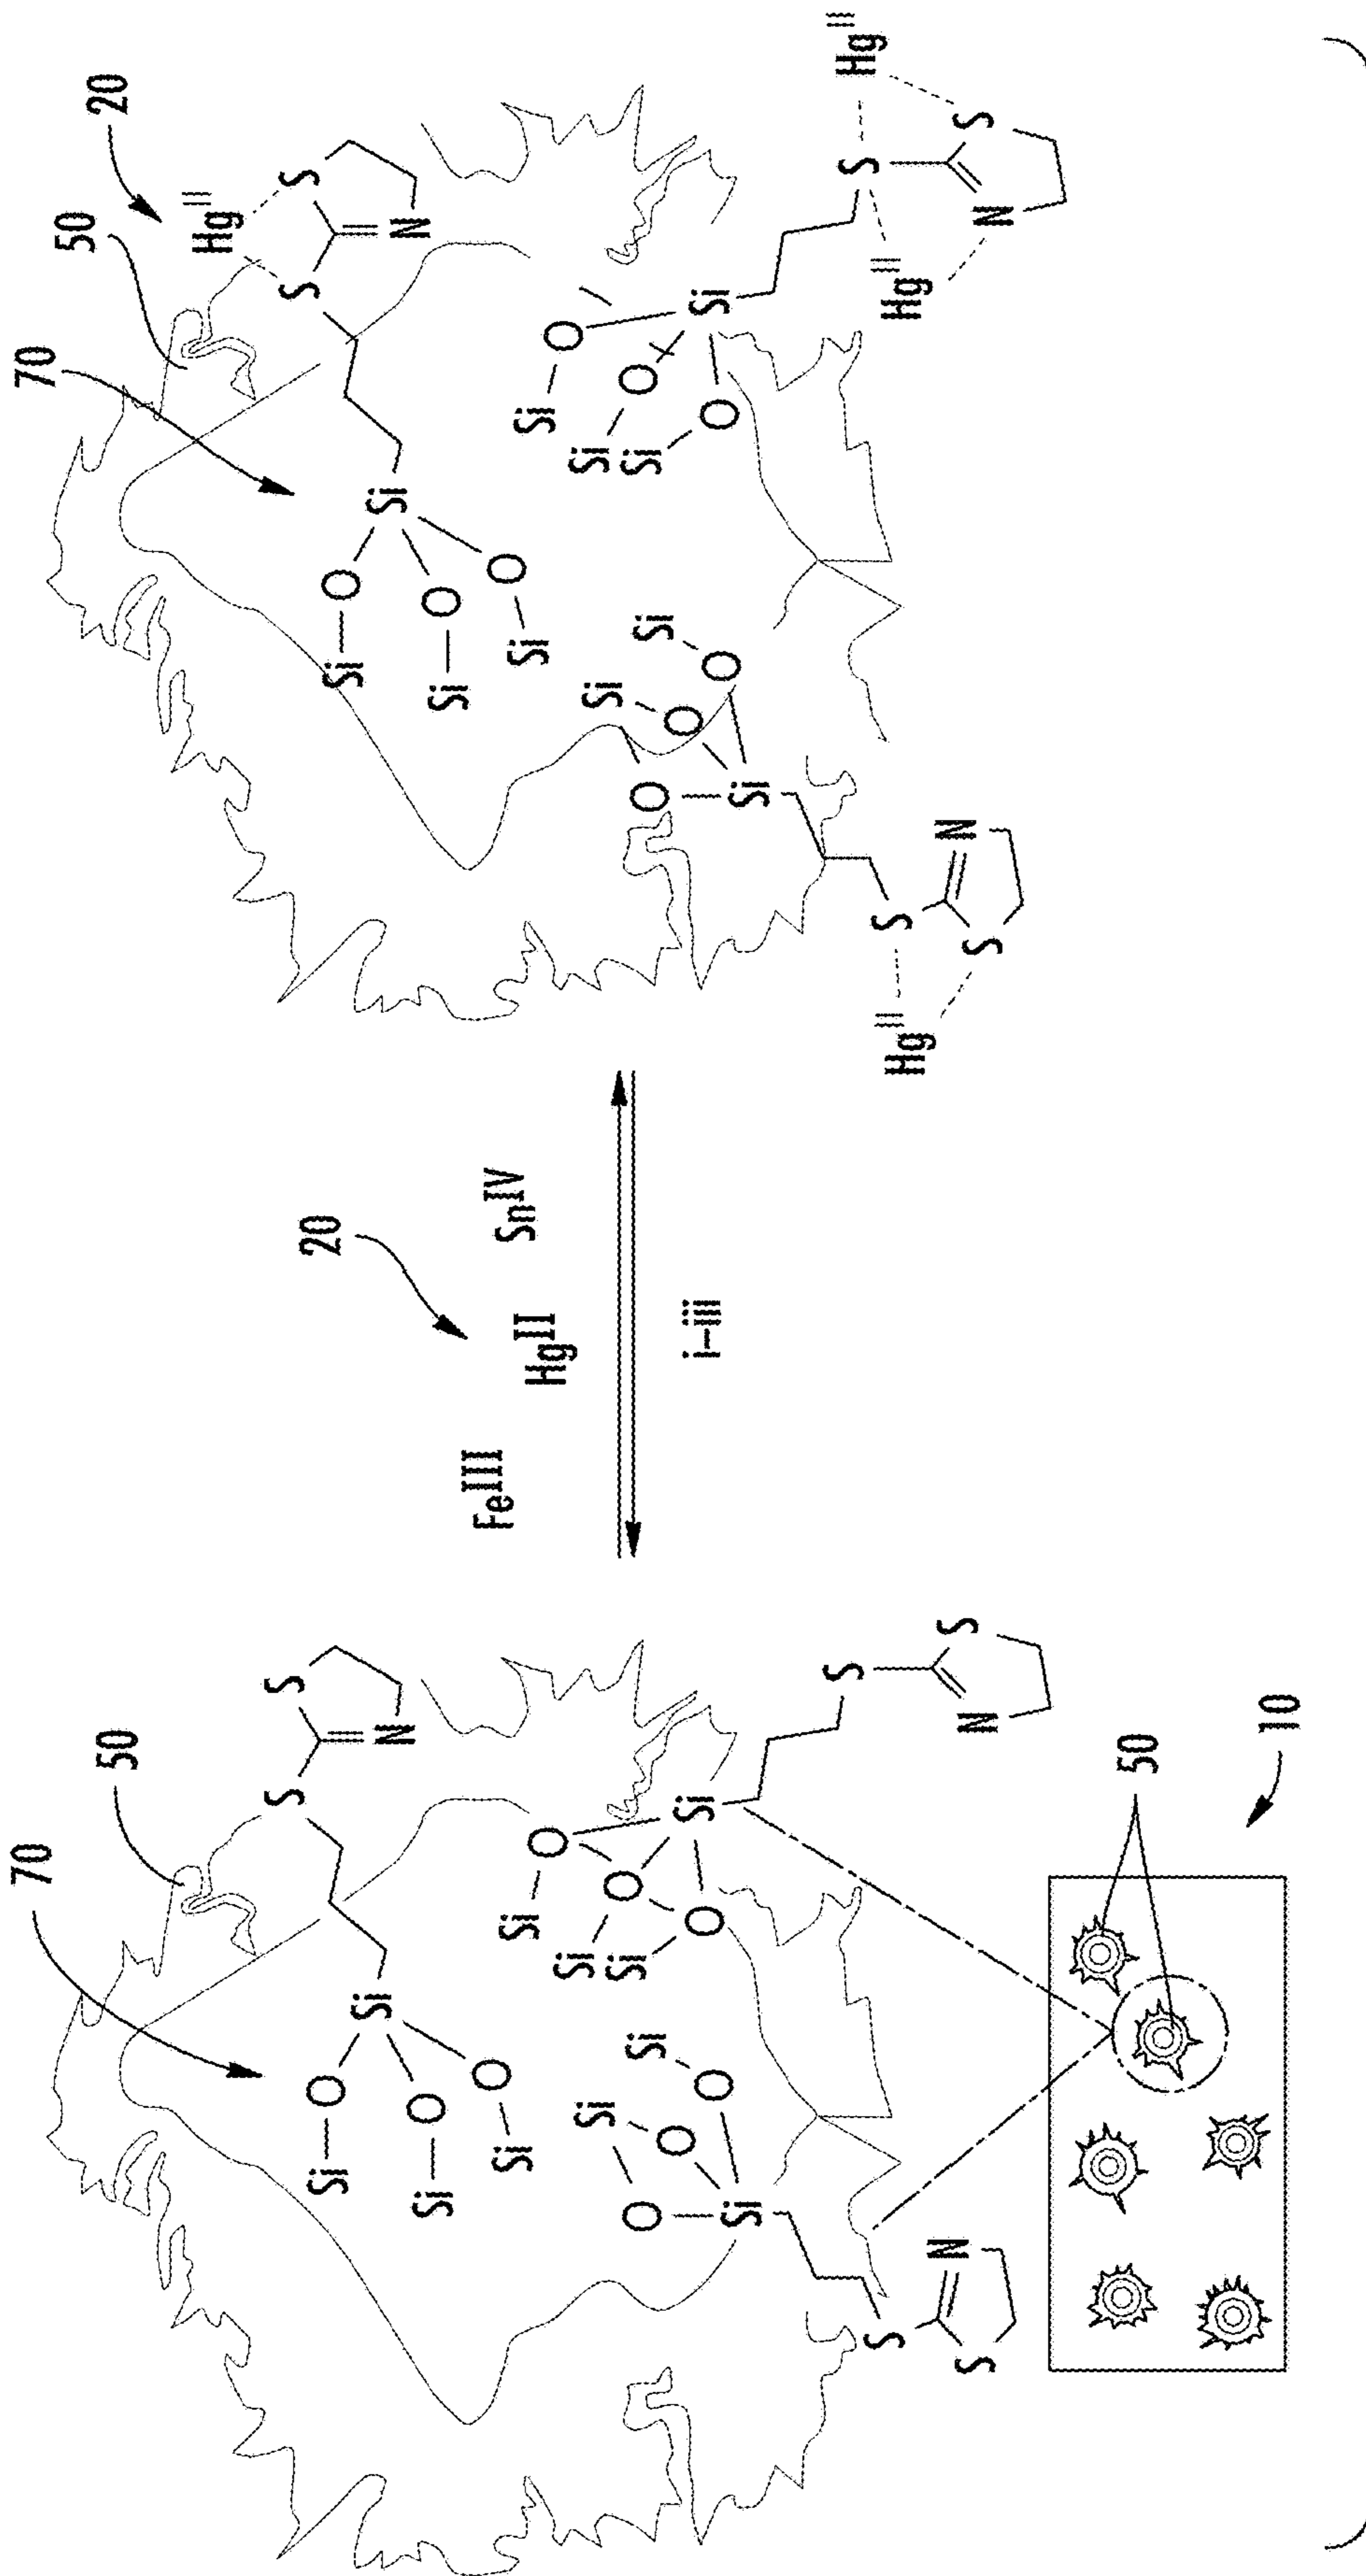 70
50
S S
N
Si O Si
Si O
Si O
Si O
Si O
Si O Si
Si O
Si O
O Si
S N
S
S S
N
50
10
20
Fe^III Hg^II Sn^IV
i–iii
70
50
20
Hg^II
S S
N
Si O Si
Si O
Si O
Si O
Si O Si
Si O
Si O
Si O
O Si
Hg^II S N
S
Hg^II S Hg^II
N S